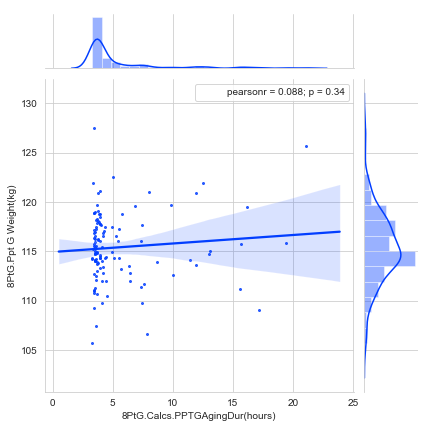 pearsonr = 0.088; p = 0.34
130
125
120
115
110
105
8PtG.Ppt G Weight(kg)
0 5 10 15 20 25
8PtG.Calcs.PPTGAgingDur(hours)